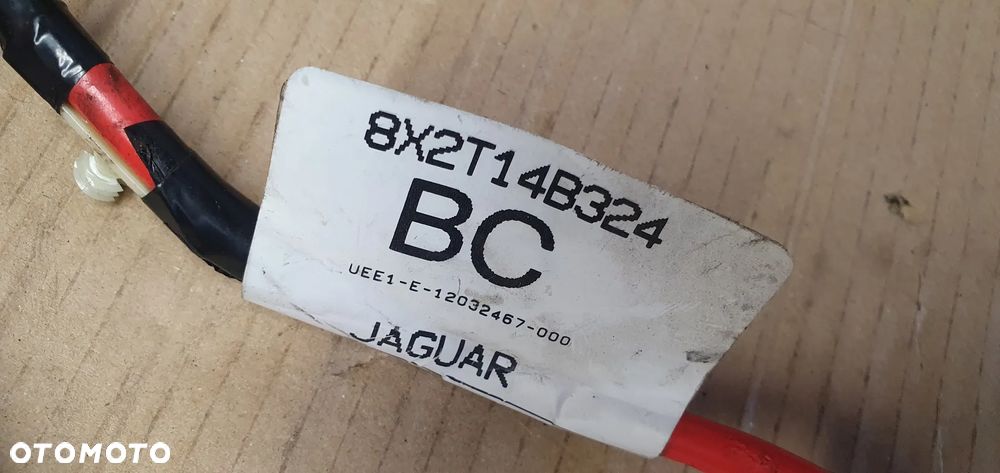 8X2T14B324
BC
UEE1-E-12032467-000
JAGUAR
OTOMOTO